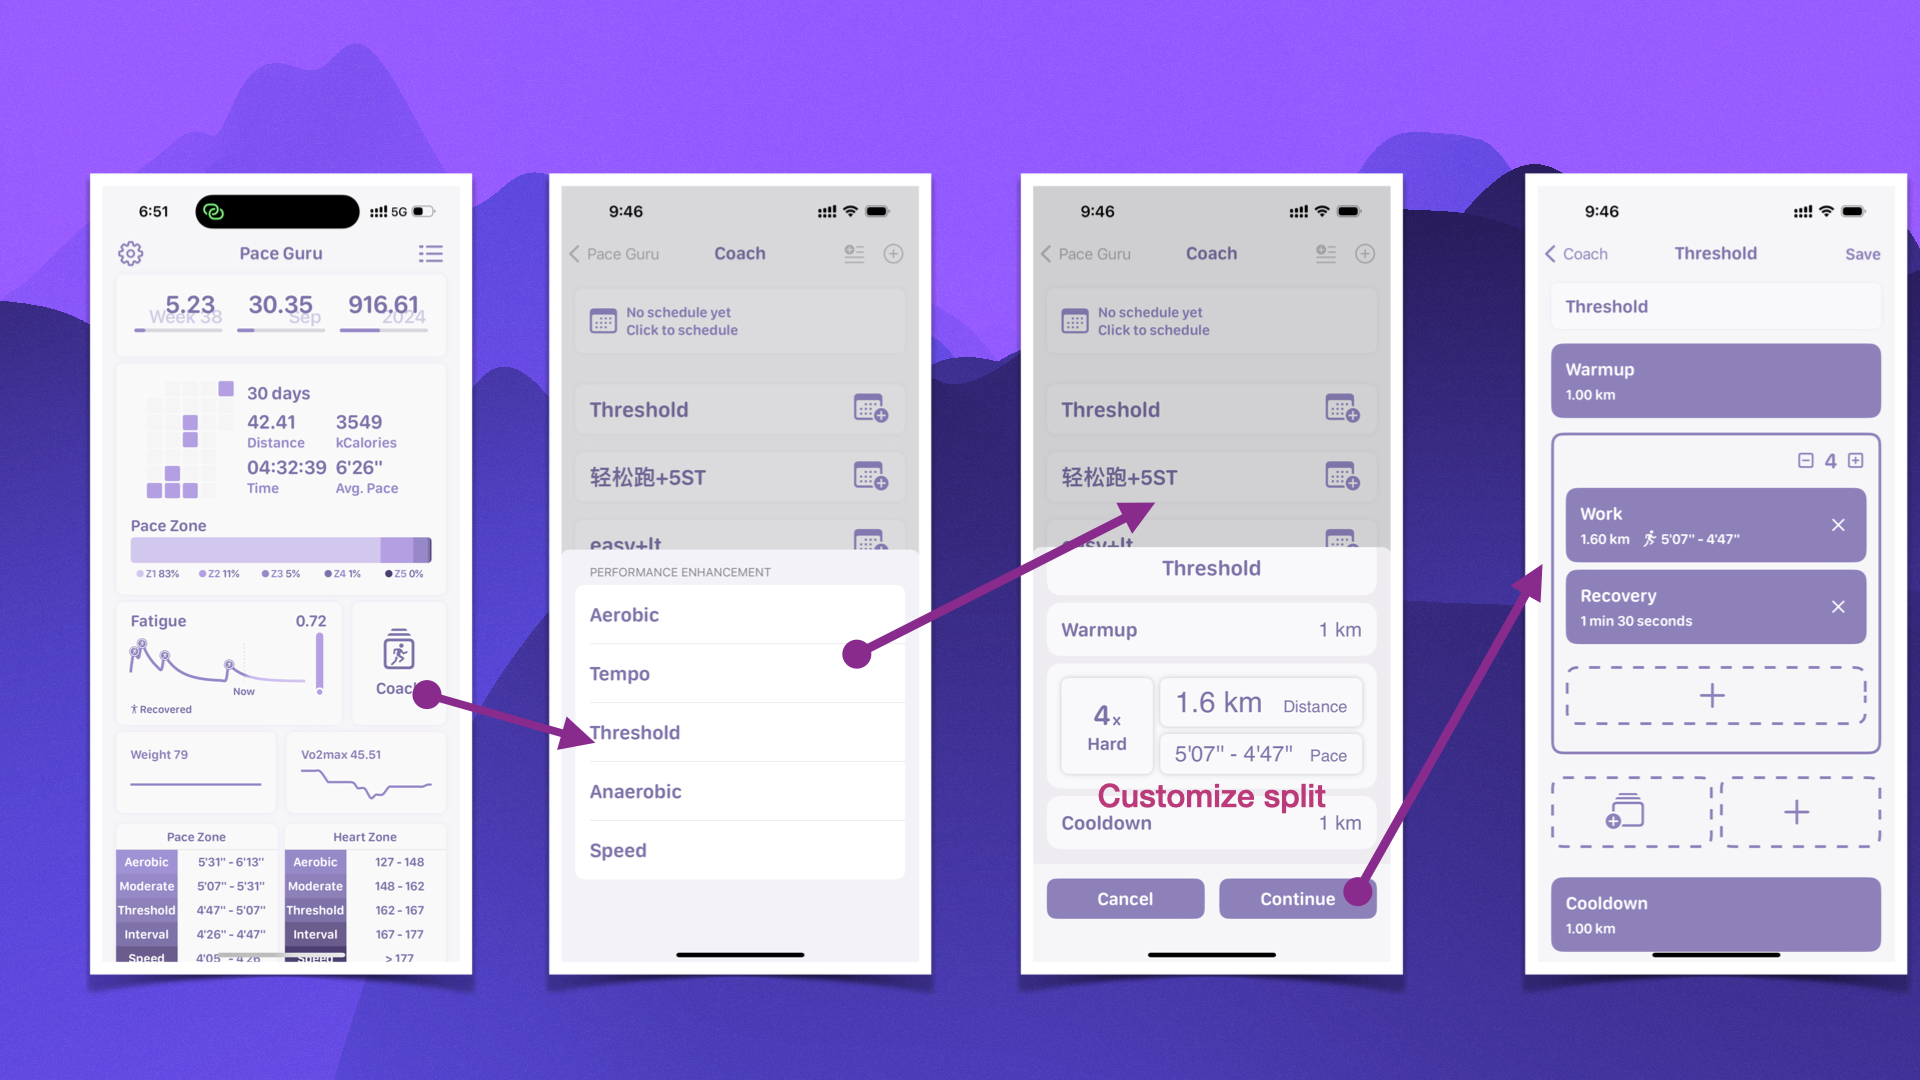 6:51
5G
Pace Guru
5.23 30.35 916.61
Week 38 Sep 2024
30 days
42.41 3549
Distance kCalories
04:32:39 6'26''
Time Avg. Pace
Pace Zone
Z1 83% Z2 11% Z3 5% Z4 1% Z5 0%
Fatigue 0.72
Now
Recovered
Coach
Weight 79
Vo2max 45.51
Pace Zone
Aerobic 5'31'' - 6'13''
Moderate 5'07'' - 5'31''
Threshold 4'47'' - 5'07''
Interval 4'26'' - 4'47''
Speed 4'05'' - 4'26''
Heart Zone
Aerobic 127 - 148
Moderate 148 - 162
Threshold 162 - 167
Interval 167 - 177
Speed > 177
9:46
Pace Guru
Coach
No schedule yet
Click to schedule
Threshold
轻松跑+5ST
easy+lt
PERFORMANCE ENHANCEMENT
Aerobic
Tempo
Threshold
Anaerobic
Speed
9:46
Pace Guru
Coach
No schedule yet
Click to schedule
Threshold
轻松跑+5ST
easy+lt
Threshold
Warmup 1 km
4x
Hard
1.6 km Distance
5'07'' - 4'47'' Pace
Customize split
Cooldown 1 km
Cancel
Continue
9:46
Coach
Threshold
Save
Threshold
Warmup
1.00 km
4
Work
1.60 km 5'07'' - 4'47''
Recovery
1 min 30 seconds
Cooldown
1.00 km